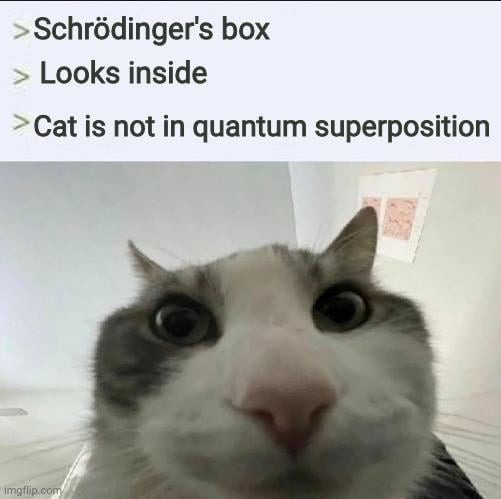 > Schrödinger's box
> Looks inside
> Cat is not in quantum superposition
imgflip.com